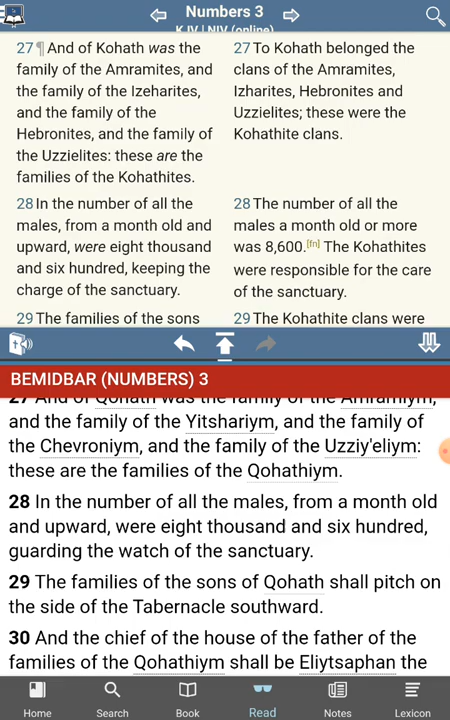 Numbers 3
KJV | NIV (online)
27 ¶ And of Kohath was the
family of the Amramites, and
the family of the Izeharites,
and the family of the
Hebronites, and the family of
the Uzzielites: these are the
families of the Kohathites.
28 In the number of all the
males, from a month old and
upward, were eight thousand
and six hundred, keeping the
charge of the sanctuary.
29 The families of the sons
27 To Kohath belonged the
clans of the Amramites,
Izharites, Hebronites and
Uzzielites; these were the
Kohathite clans.
28 The number of all the
males a month old or more
was 8,600.[fn] The Kohathites
were responsible for the care
of the sanctuary.
29 The Kohathite clans were
BEMIDBAR (NUMBERS) 3
27 And of Qohath was the family of the Amramiym,
and the family of the Yitshariym, and the family of
the Chevroniym, and the family of the Uzziy'eliym:
these are the families of the Qohathiym.
28 In the number of all the males, from a month old
and upward, were eight thousand and six hundred,
guarding the watch of the sanctuary.
29 The families of the sons of Qohath shall pitch on
the side of the Tabernacle southward.
30 And the chief of the house of the father of the
families of the Qohathiym shall be Eliytsaphan the
Home Search Book Read Notes Lexicon